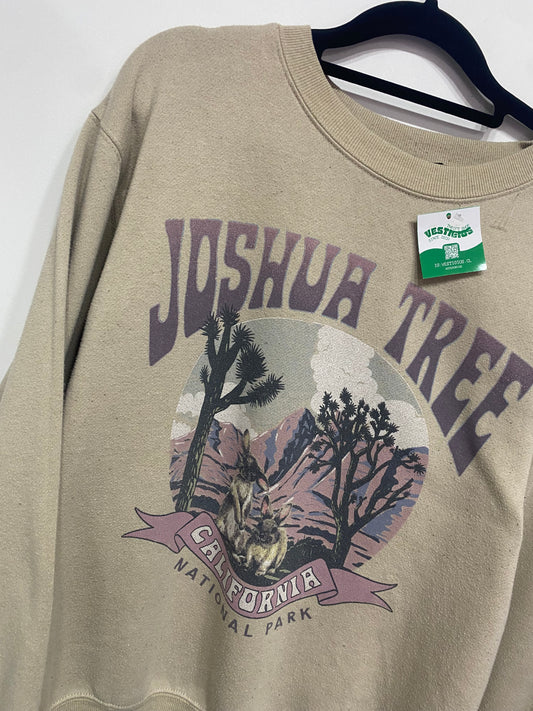 JOSHUA TREE
CALIFORNIA
NATIONAL PARK
VESTIGIOS